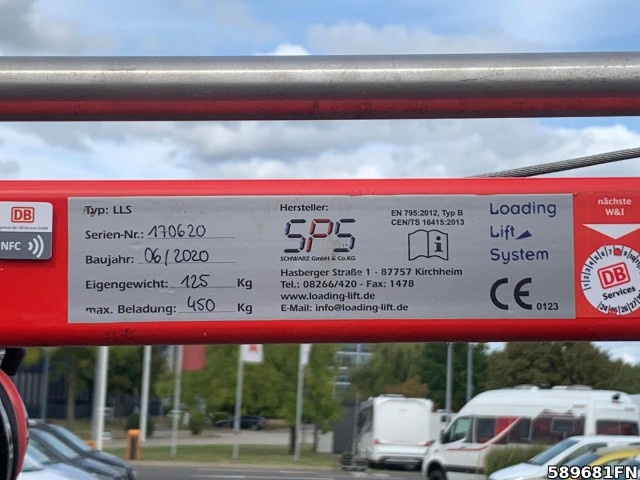 DB
NFC
Typ: LLS
Serien-Nr.: 170620
Baujahr: 06/2020
Eigengewicht: 125 Kg
max. Beladung: 450 Kg
Hersteller:
SPS
SCHWARZ GmbH & Co.KG
EN 795:2012, Typ B
CEN/TS 16415:2013
Hasberger Straße 1 · 87757 Kirchheim
Tel.: 08266/420 · Fax: 1478
www.loading-lift.de
E-Mail: info@loading-lift.de
Loading
Lift
System
CE 0123
nächste
W&I
DB
Services
589681FN